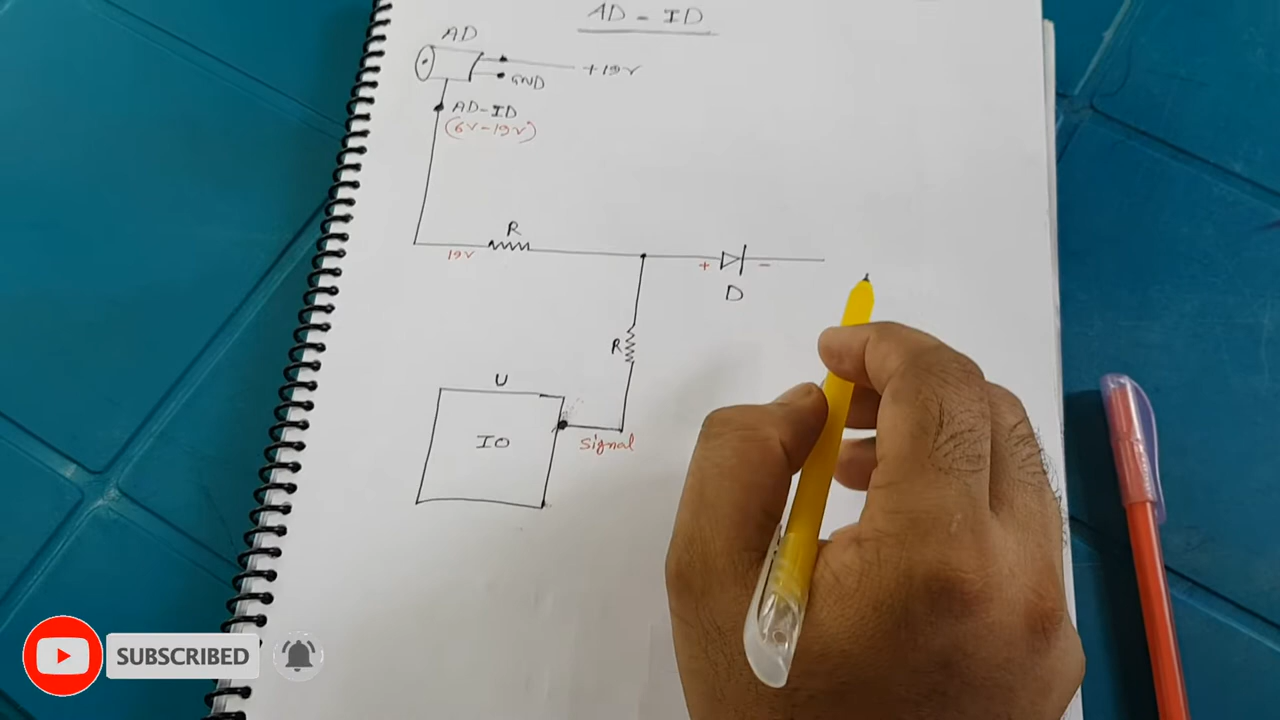 AD - ID
AD
+19V
GND
AD-ID
(6V-19V)
R
19V
+
-
D
R
U
IO
Signal
SUBSCRIBED